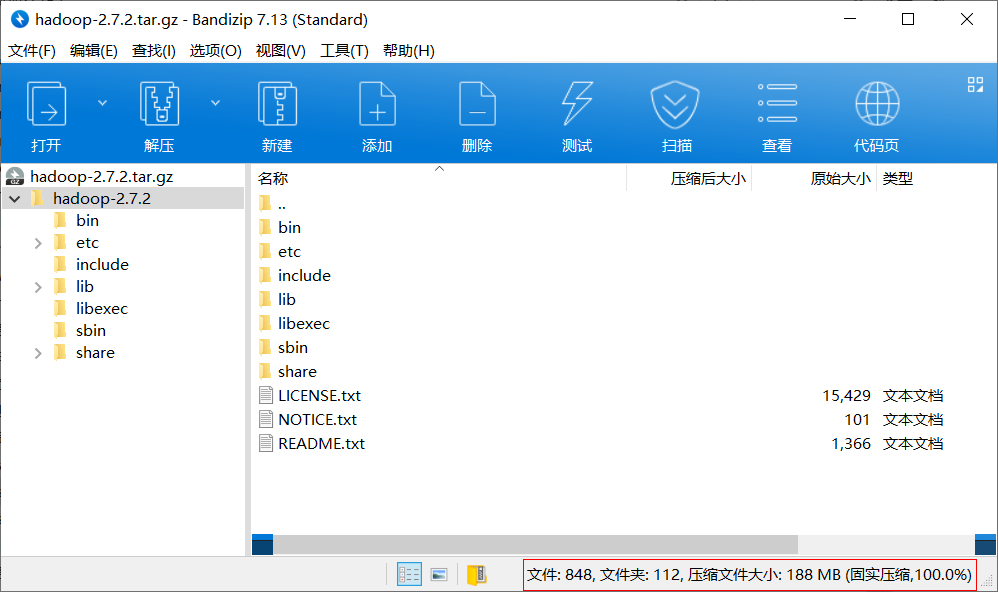 hadoop-2.7.2.tar.gz - Bandizip 7.13 (Standard)
文件(F) 编辑(E) 查找(I) 选项(O) 视图(V) 工具(T) 帮助(H)
打开 解压 新建 添加 删除 测试 扫描 查看 代码页
hadoop-2.7.2.tar.gz
hadoop-2.7.2
bin
etc
include
lib
libexec
sbin
share
名称 压缩后大小 原始大小 类型
..
bin
etc
include
lib
libexec
sbin
share
LICENSE.txt 15,429 文本文档
NOTICE.txt 101 文本文档
README.txt 1,366 文本文档
文件: 848, 文件夹: 112, 压缩文件大小: 188 MB (固实压缩,100.0%)